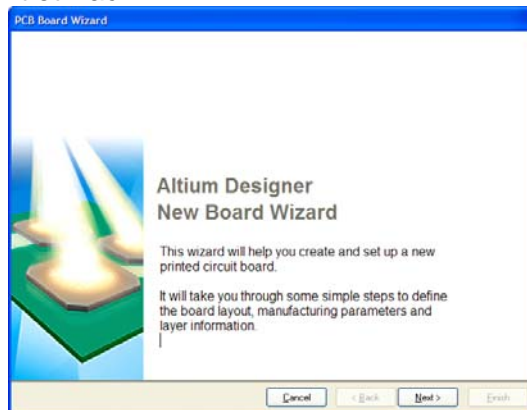 PCB Board Wizard
Altium Designer
New Board Wizard
This wizard will help you create and set up a new
printed circuit board.
It will take you through some simple steps to define
the board layout, manufacturing parameters and
layer information.
Cancel
< Back
Next >
Finish